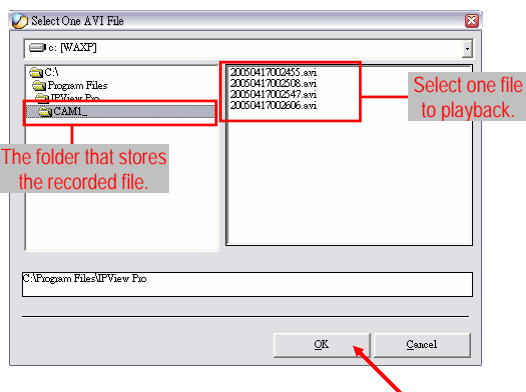 Select One AVI File
c: [WAXP]
C:\
Program Files
IPView Pro
CAM1_
20050417002455.avi
20050417002508.avi
20050417002547.avi
20050417002606.avi
Select one file
to playback.
The folder that stores
the recorded file.
C:\Program Files\IPView Pro
OK
Cancel